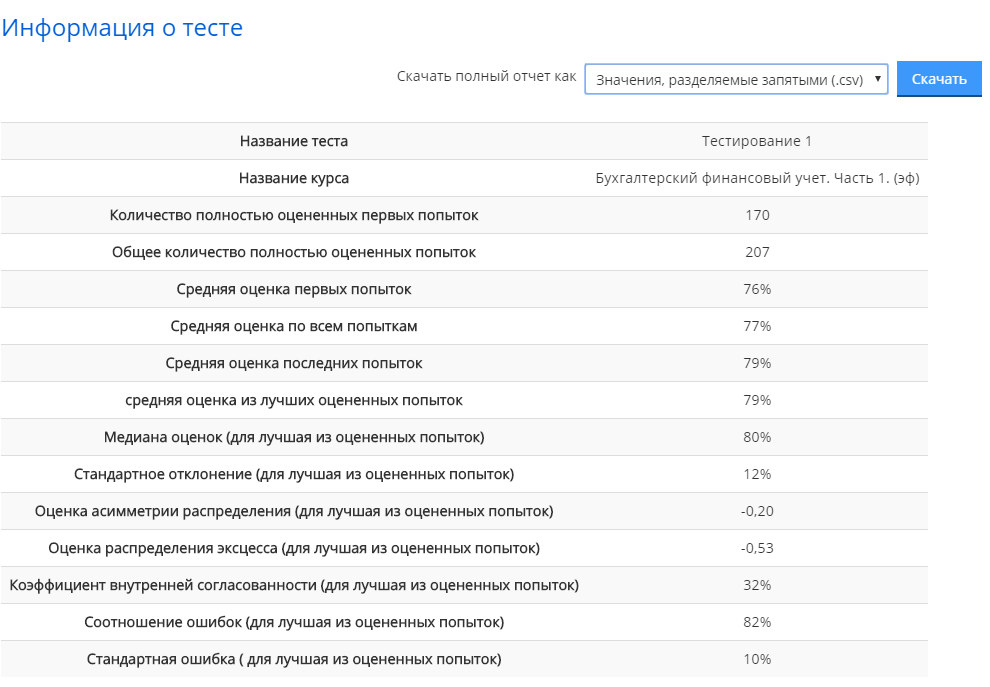 Информация о тесте
Скачать полный отчет как Значения, разделяемые запятыми (.csv) Скачать
Название теста Тестирование 1
Название курса Бухгалтерский финансовый учет. Часть 1. (эф)
Количество полностью оцененных первых попыток 170
Общее количество полностью оцененных попыток 207
Средняя оценка первых попыток 76%
Средняя оценка по всем попыткам 77%
Средняя оценка последних попыток 79%
средняя оценка из лучших оцененных попыток 79%
Медиана оценок (для лучшая из оцененных попыток) 80%
Стандартное отклонение (для лучшая из оцененных попыток) 12%
Оценка асимметрии распределения (для лучшая из оцененных попыток) -0,20
Оценка распределения эксцесса (для лучшая из оцененных попыток) -0,53
Коэффициент внутренней согласованности (для лучшая из оцененных попыток) 32%
Соотношение ошибок (для лучшая из оцененных попыток) 82%
Стандартная ошибка ( для лучшая из оцененных попыток) 10%